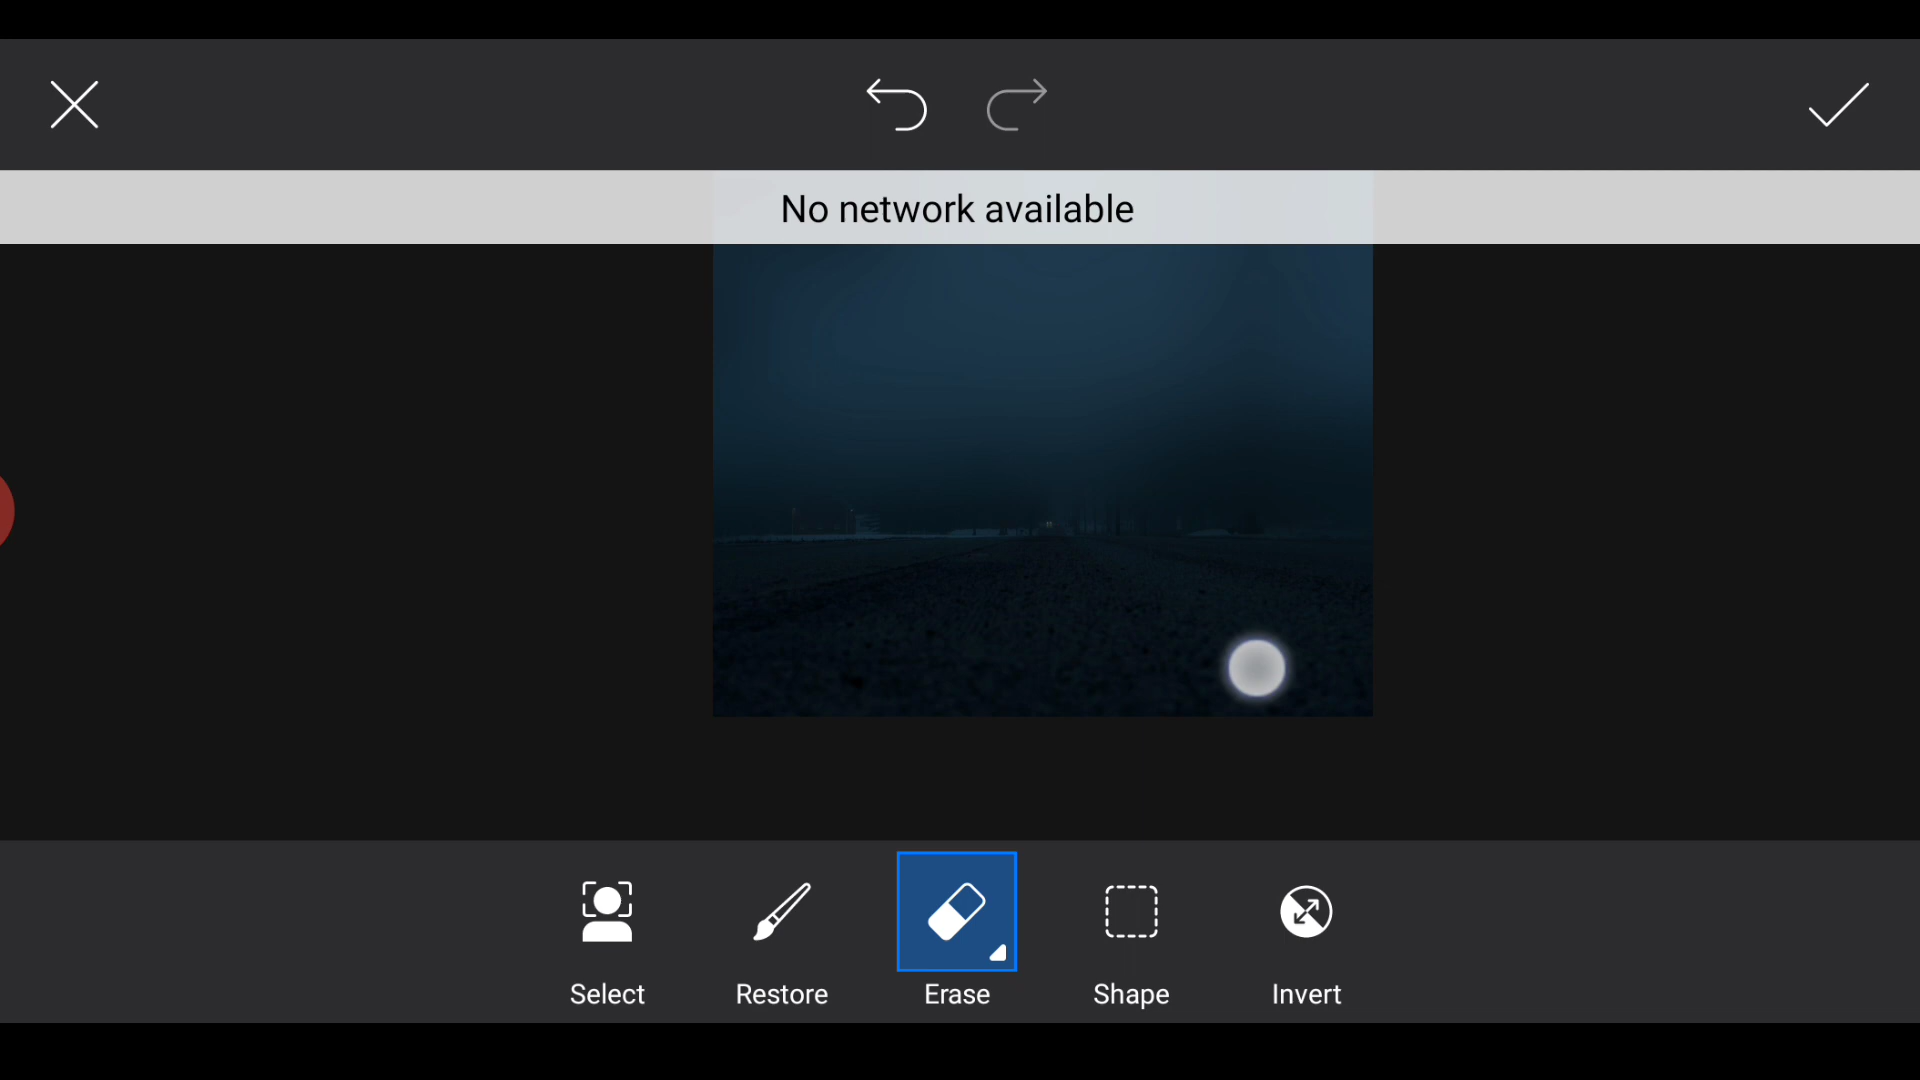 No network available
Select
Restore
Erase
Shape
Invert